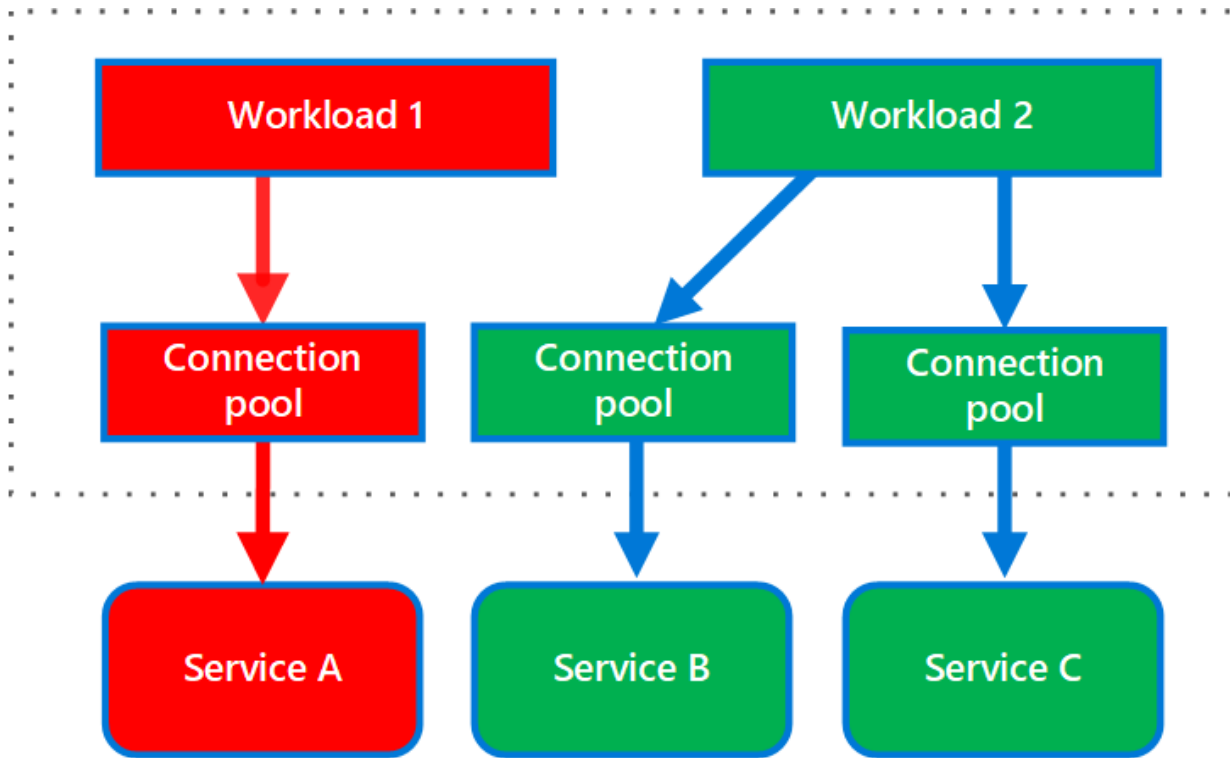 Workload 1
Workload 2
Connection
pool
Connection
pool
Connection
pool
Service A
Service B
Service C